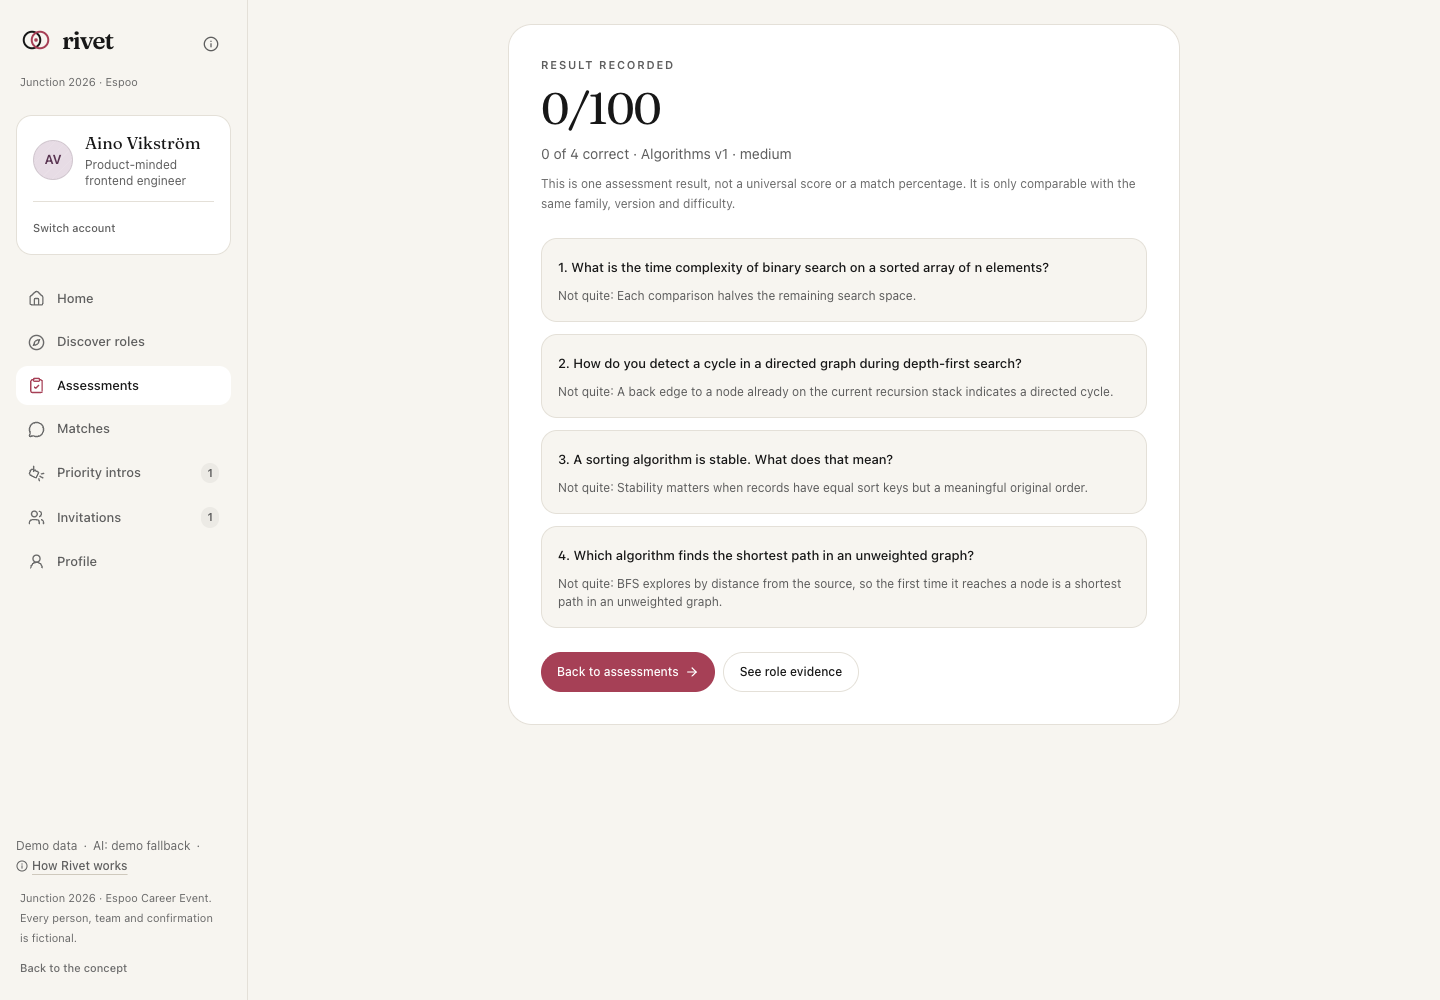 rivet
Junction 2026 · Espoo
AV
Aino Vikström
Product-minded
frontend engineer
Switch account
Home
Discover roles
Assessments
Matches
Priority intros 1
Invitations 1
Profile
Demo data · AI: demo fallback ·
How Rivet works
Junction 2026 · Espoo Career Event.
Every person, team and confirmation
is fictional.
Back to the concept
RESULT RECORDED
0/100
0 of 4 correct · Algorithms v1 · medium
This is one assessment result, not a universal score or a match percentage. It is only comparable with the
same family, version and difficulty.
1. What is the time complexity of binary search on a sorted array of n elements?
Not quite: Each comparison halves the remaining search space.
2. How do you detect a cycle in a directed graph during depth-first search?
Not quite: A back edge to a node already on the current recursion stack indicates a directed cycle.
3. A sorting algorithm is stable. What does that mean?
Not quite: Stability matters when records have equal sort keys but a meaningful original order.
4. Which algorithm finds the shortest path in an unweighted graph?
Not quite: BFS explores by distance from the source, so the first time it reaches a node is a shortest
path in an unweighted graph.
Back to assessments →
See role evidence